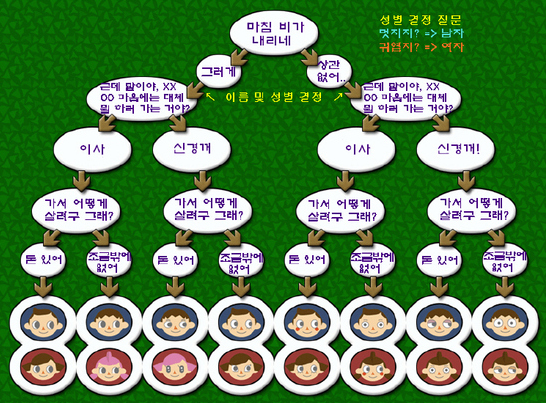 마침 비가
내리네
성별 결정 질문
멋지지? => 남자
귀엽지? => 여자
그러게
상관
없어..
근데 말이야, XX
OO 마을에는 대체
뭘 하러 가는 거야?
이름 및 성별 결정
근데 말이야, XX
OO 마을에는 대체
뭘 하러 가는 거야?
이사
신경꺼
이사
신경꺼!
가서 어떻게
살려구 그래?
가서 어떻게
살려구 그래?
가서 어떻게
살려구 그래?
가서 어떻게
살려구 그래?
돈 있어
조금밖에
없어
돈 있어
조금밖에
없어
돈 있어
조금밖에
없어
돈 있어
조금밖에
없어